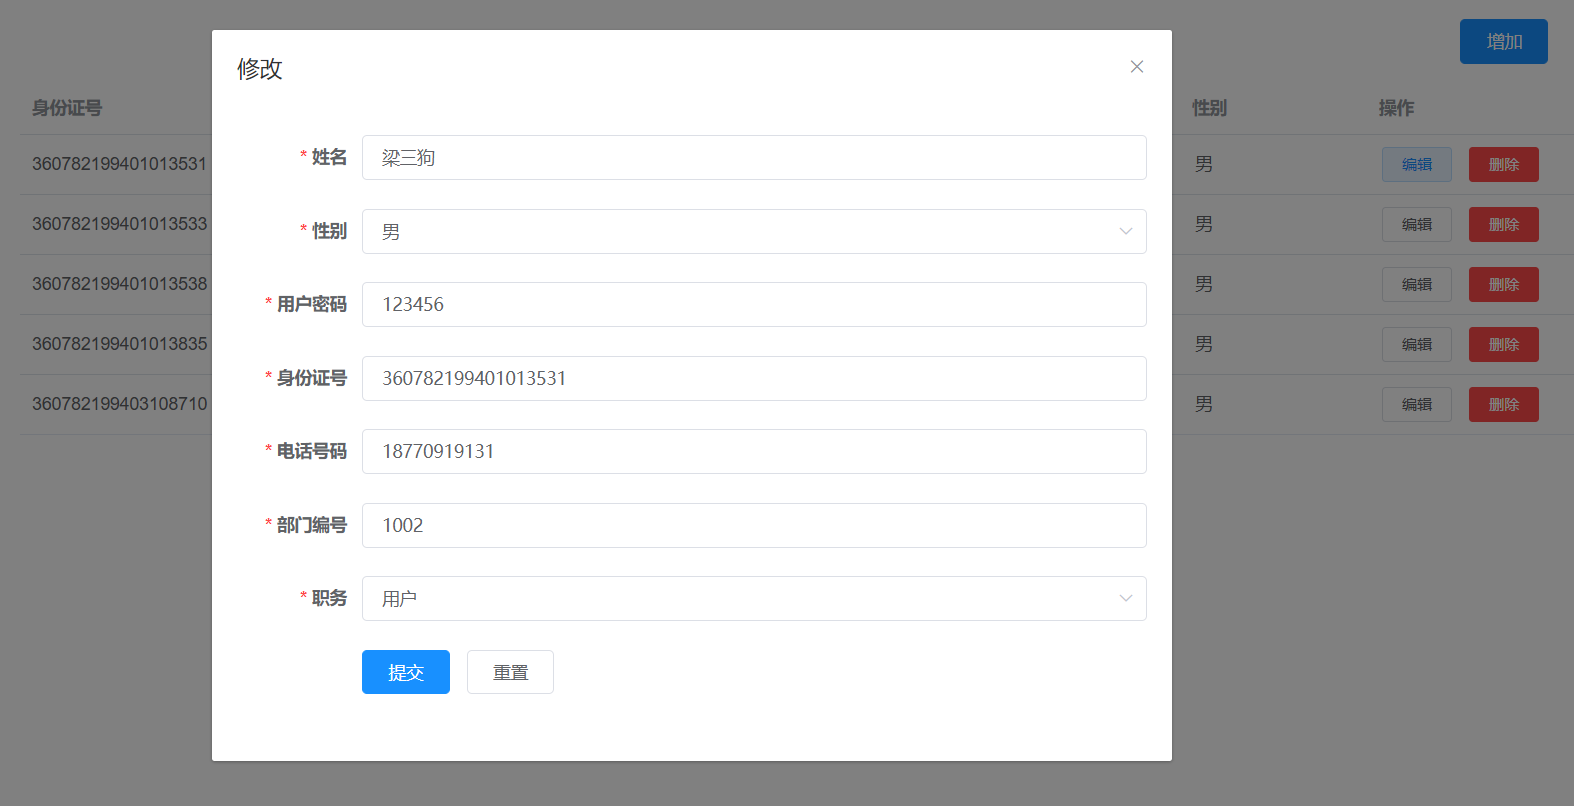 增加
修改
身份证号 性别 操作
* 姓名 梁三狗
360782199401013531 男 编辑 删除
* 性别 男
360782199401013533 男 编辑 删除
360782199401013538 男 编辑 删除
* 用户密码 123456
360782199401013835 男 编辑 删除
* 身份证号 360782199401013531
360782199403108710 男 编辑 删除
* 电话号码 18770919131
* 部门编号 1002
* 职务 用户
提交 重置